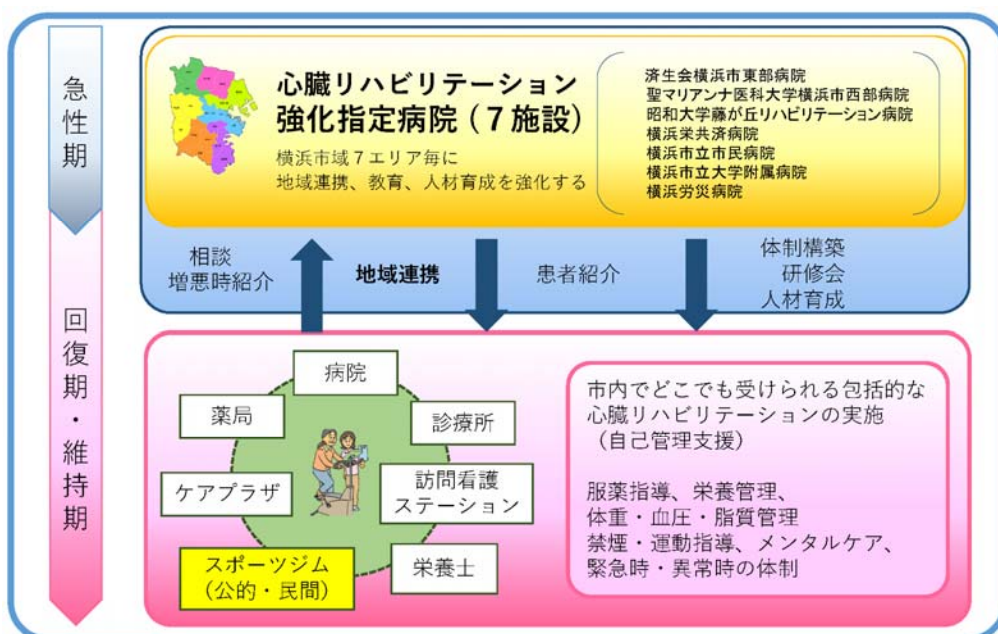 急性期
心臓リハビリテーション
強化指定病院（７施設）
横浜市域７エリア毎に
地域連携、教育、人材育成を強化する
済生会横浜市東部病院
聖マリアンナ医科大学横浜市西部病院
昭和大学藤が丘リハビリテーション病院
横浜栄共済病院
横浜市立市民病院
横浜市立大学附属病院
横浜労災病院
相談
増悪時紹介
地域連携
患者紹介
体制構築
研修会
人材育成
回復期・維持期
病院
薬局
診療所
ケアプラザ
訪問看護
ステーション
スポーツジム
（公的・民間）
栄養士
市内でどこでも受けられる包括的な
心臓リハビリテーションの実施
（自己管理支援）
服薬指導、栄養管理、
体重・血圧・脂質管理
禁煙・運動指導、メンタルケア、
緊急時・異常時の体制